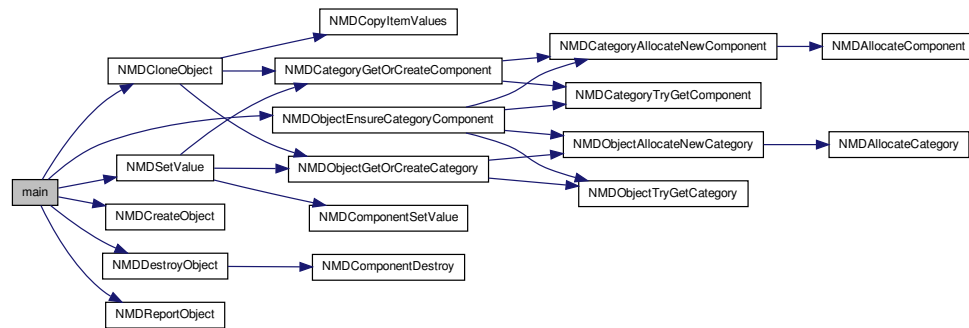 NMDCopyItemValues
NMDCategoryAllocateNewComponent
NMDAllocateComponent
NMDCloneObject
NMDCategoryGetOrCreateComponent
NMDCategoryTryGetComponent
NMDObjectEnsureCategoryComponent
NMDObjectAllocateNewCategory
NMDAllocateCategory
NMDSetValue
NMDObjectGetOrCreateCategory
main
NMDObjectTryGetCategory
NMDCreateObject
NMDComponentSetValue
NMDDestroyObject
NMDComponentDestroy
NMDReportObject